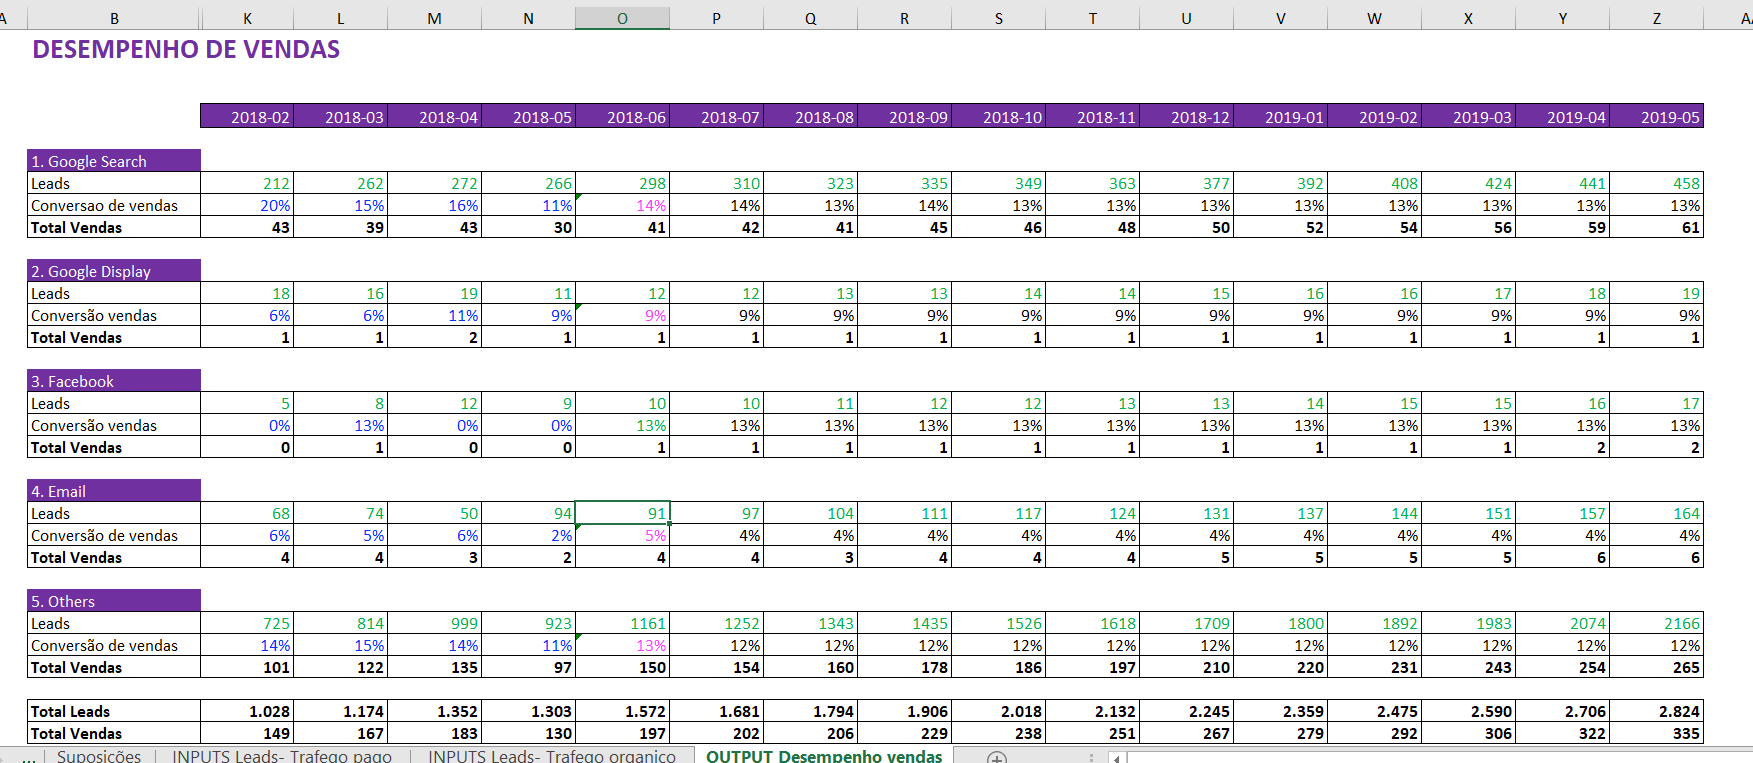 A B K L M N O P Q R S T U V W X Y Z
DESEMPENHO DE VENDAS
2018-02 2018-03 2018-04 2018-05 2018-06 2018-07 2018-08 2018-09 2018-10 2018-11 2018-12 2019-01 2019-02 2019-03 2019-04 2019-05
1. Google Search
Leads 212 262 272 266 298 310 323 335 349 363 377 392 408 424 441 458
Conversao de vendas 20% 15% 16% 11% 14% 14% 13% 14% 13% 13% 13% 13% 13% 13% 13% 13%
Total Vendas 43 39 43 30 41 42 41 45 46 48 50 52 54 56 59 61
2. Google Display
Leads 18 16 19 11 12 12 13 13 14 14 15 16 16 17 18 19
Conversão vendas 6% 6% 11% 9% 9% 9% 9% 9% 9% 9% 9% 9% 9% 9% 9% 9%
Total Vendas 1 1 2 1 1 1 1 1 1 1 1 1 1 1 1 1
3. Facebook
Leads 5 8 12 9 10 10 11 12 12 13 13 14 15 15 16 17
Conversão vendas 0% 13% 0% 0% 13% 13% 13% 13% 13% 13% 13% 13% 13% 13% 13% 13%
Total Vendas 0 1 0 0 1 1 1 1 1 1 1 1 1 1 2 2
4. Email
Leads 68 74 50 94 91 97 104 111 117 124 131 137 144 151 157 164
Conversão de vendas 6% 5% 6% 2% 5% 4% 4% 4% 4% 4% 4% 4% 4% 4% 4% 4%
Total Vendas 4 4 3 2 4 4 3 4 4 4 5 5 5 5 6 6
5. Others
Leads 725 814 999 923 1161 1252 1343 1435 1526 1618 1709 1800 1892 1983 2074 2166
Conversão de vendas 14% 15% 14% 11% 13% 12% 12% 12% 12% 12% 12% 12% 12% 12% 12% 12%
Total Vendas 101 122 135 97 150 154 160 178 186 197 210 220 231 243 254 265
Total Leads 1.028 1.174 1.352 1.303 1.572 1.681 1.794 1.906 2.018 2.132 2.245 2.359 2.475 2.590 2.706 2.824
Total Vendas 149 167 183 130 197 202 206 229 238 251 267 279 292 306 322 335
... Suposições INPUTS Leads- Trafego pago INPUTS Leads- Trafego organico OUTPUT Desempenho vendas